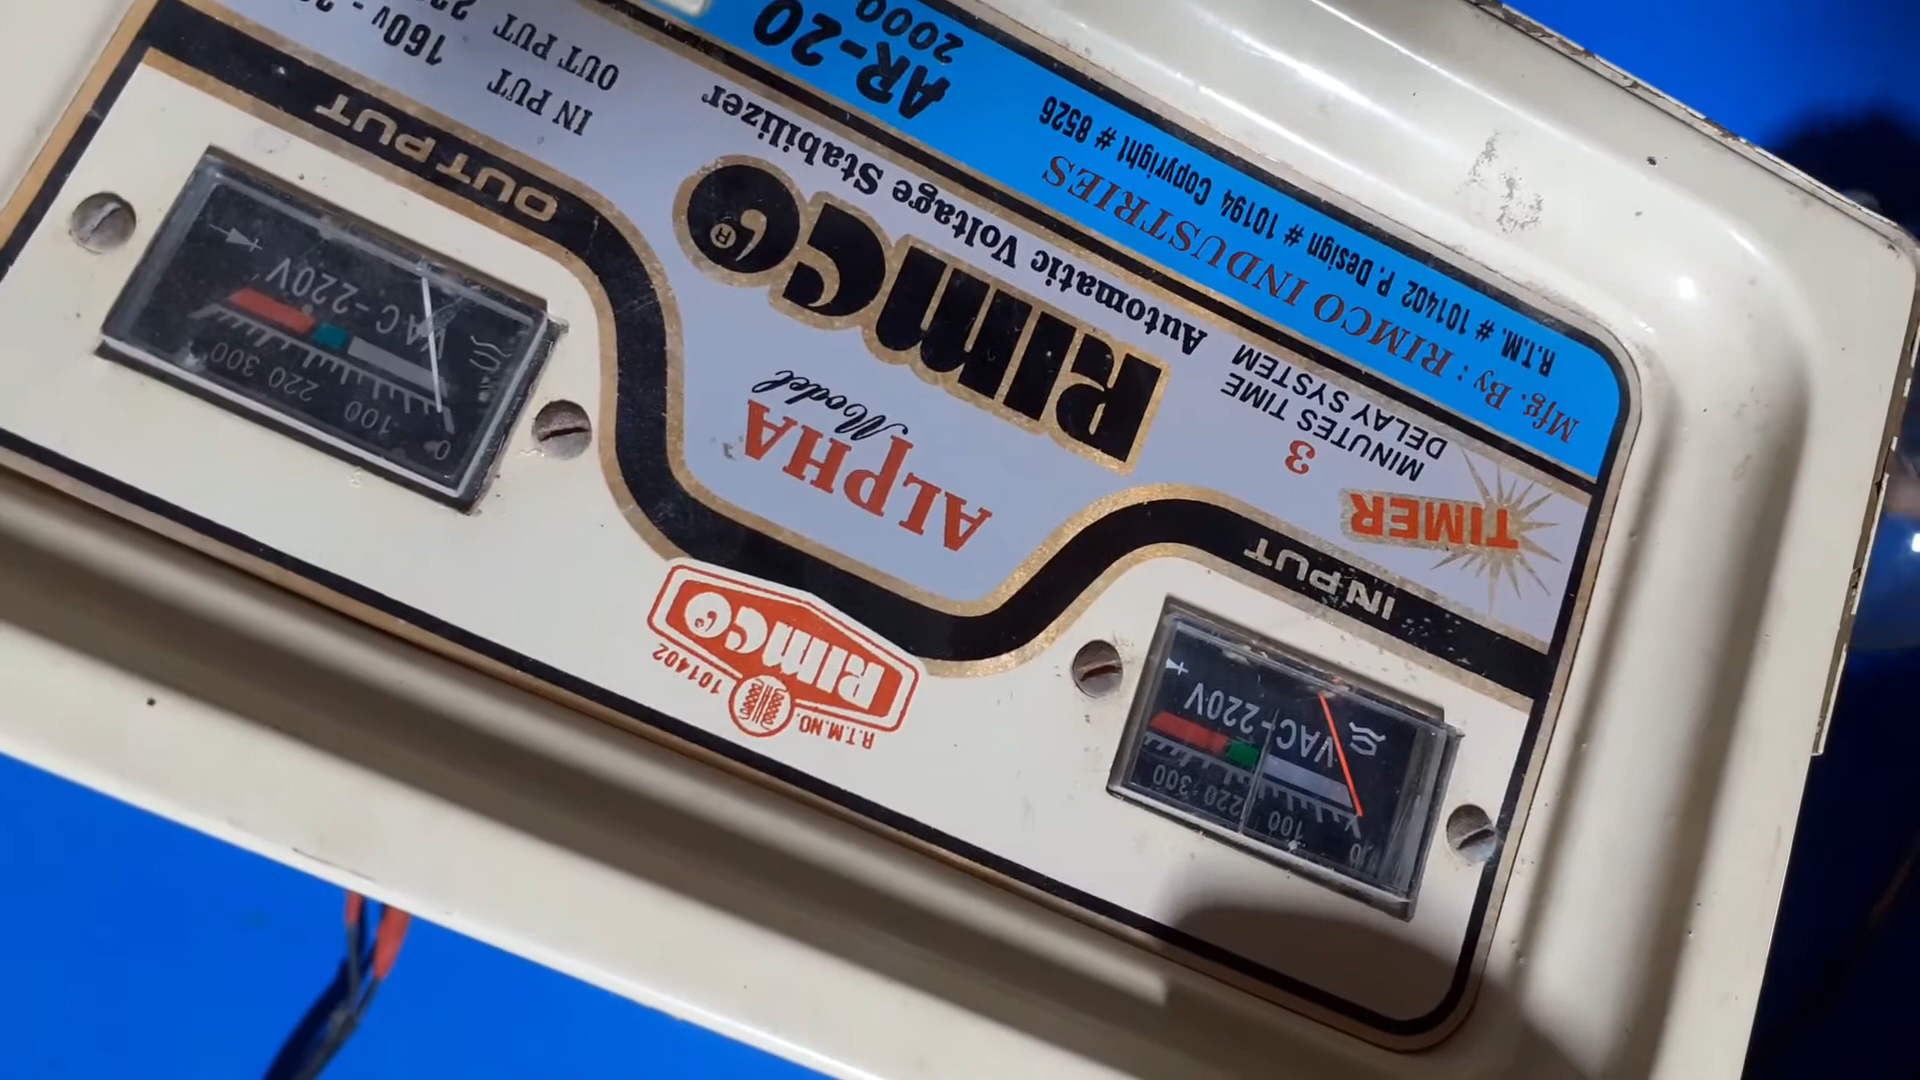 R.T.M. # 101402 P. Design # 10194 Copyright # 8526
Mfg. By : RIMCO INDUSTRIES
AR-20
2000
TIMER
3
MINUTES TIME
DELAY SYSTEM
Automatic Voltage Stabilizer
RIMCO ®
ALPHA
Model
IN PUT 160v -
OUT PUT
INPUT
OUTPUT
VAC-220V
0 100 220 300
VAC-220V
0 100 220 300
RIMCO
R.T.M.NO. 101402